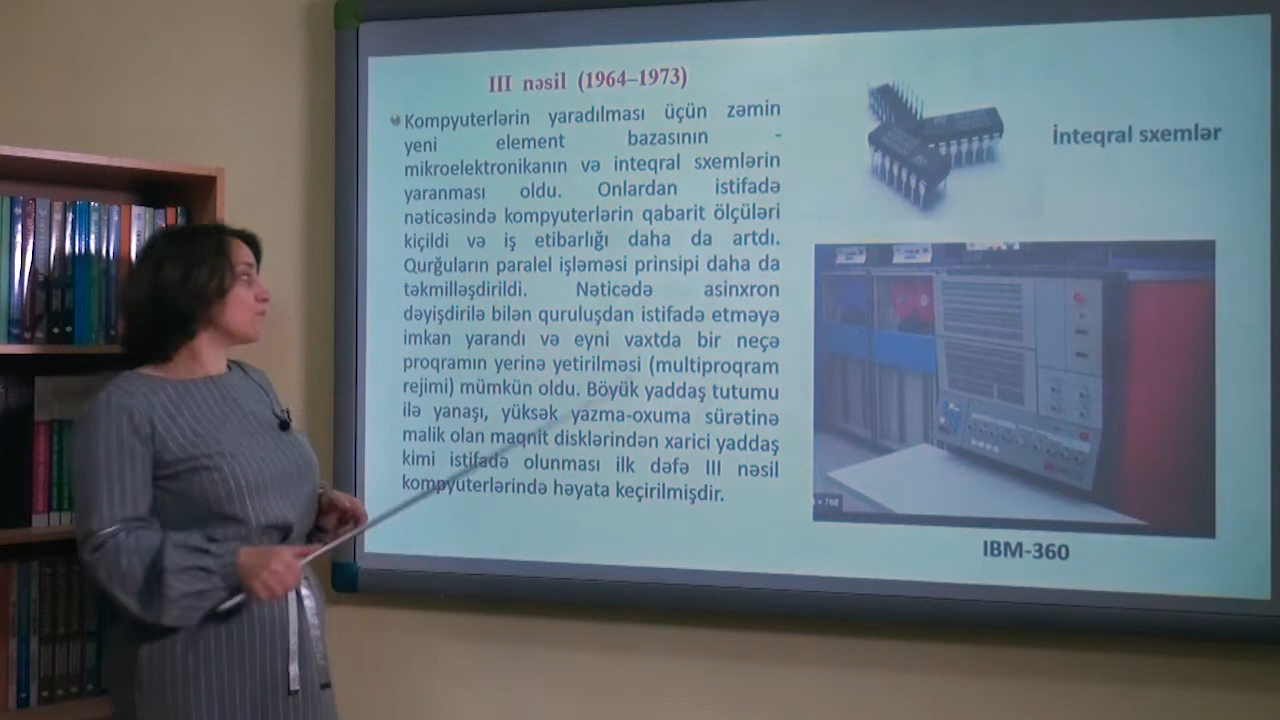 III nəsil (1964–1973)
Kompyuterlərin yaradılması üçün zəmin
yeni element bazasının -
mikroelektronikanın və inteqral sxemlərin
yaranması oldu. Onlardan istifadə
nəticəsində kompyuterlərin qabarit ölçüləri
kiçildi və iş etibarlığı daha da artdı.
Qurğuların paralel işləməsi prinsipi daha da
təkmilləşdirildi. Nəticədə asinxron
dəyişdirilə bilən quruluşdan istifadə etməyə
imkan yarandı və eyni vaxtda bir neçə
proqramın yerinə yetirilməsi (multiproqram
rejimi) mümkün oldu. Böyük yaddaş tutumu
ilə yanaşı, yüksək yazma-oxuma sürətinə
malik olan maqnit disklərindən xarici yaddaş
kimi istifadə olunması ilk dəfə III nəsil
kompyuterlərində həyata keçirilmişdir.
İnteqral sxemlər
IBM-360